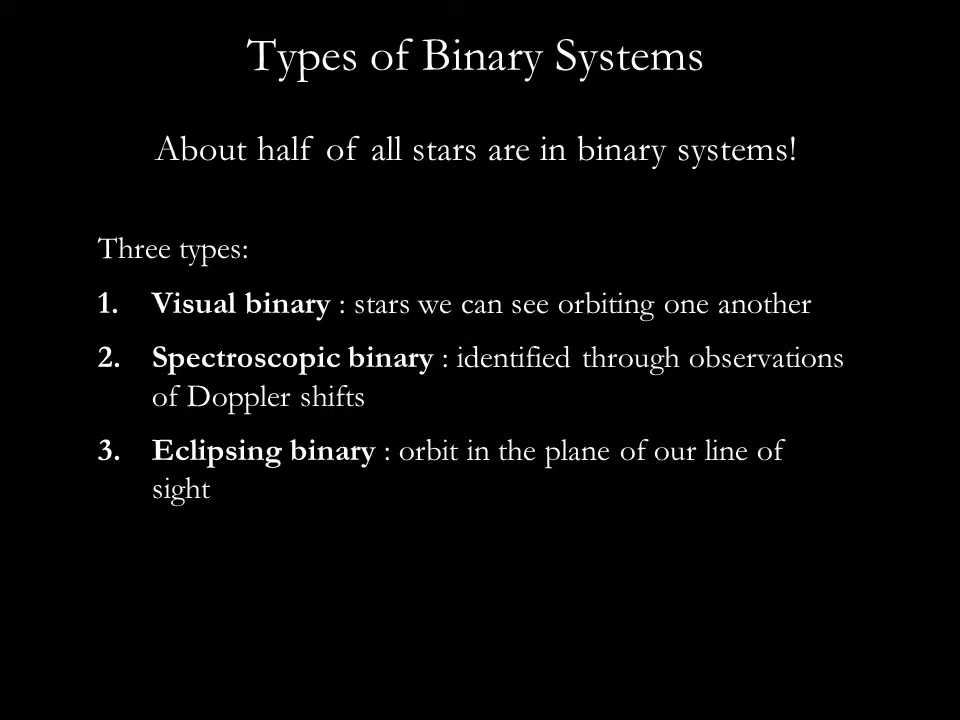 Types of Binary Systems
About half of all stars are in binary systems!
Three types:
1. Visual binary : stars we can see orbiting one another
2. Spectroscopic binary : identified through observations
of Doppler shifts
3. Eclipsing binary : orbit in the plane of our line of
sight